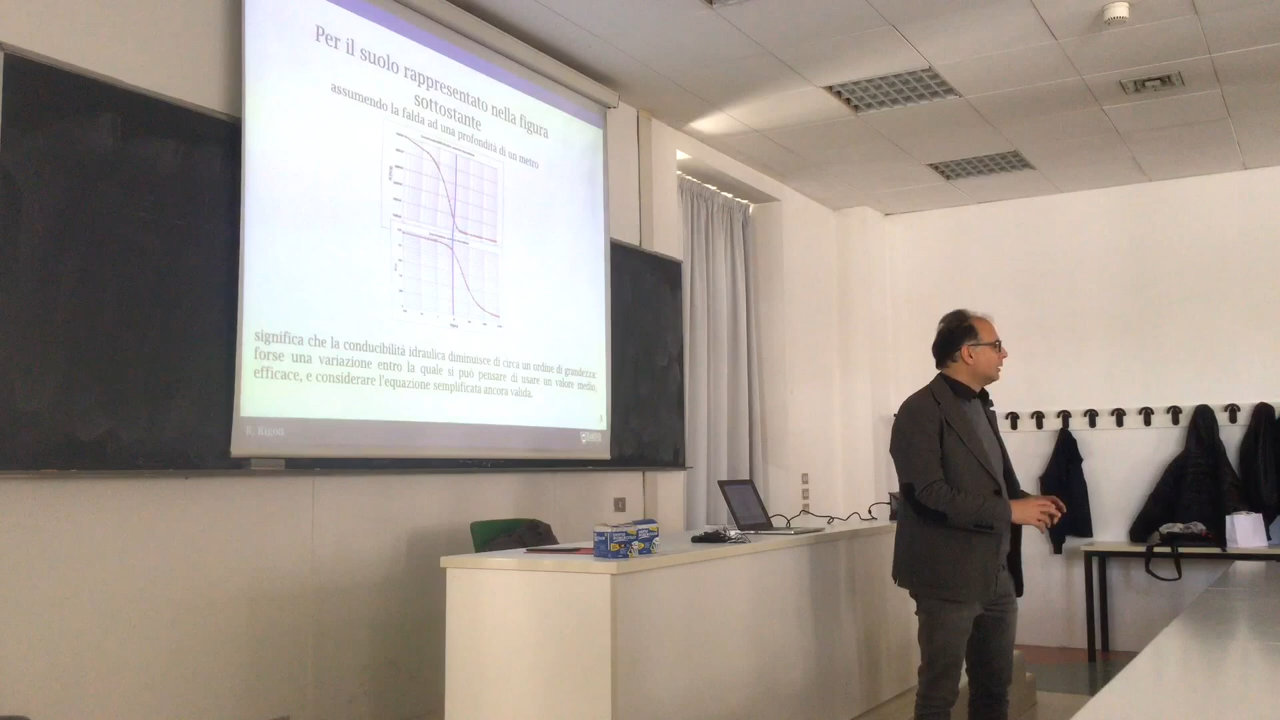 Per il suolo rappresentato nella figura
sottostante
assumendo la falda ad una profondità di un metro
significa che la conducibilità idraulica diminuisce di circa un ordine di grandezza:
forse una variazione entro la quale si può pensare di usare un valore medio,
efficace, e considerare l'equazione semplificata ancora valida.
R. Rigon